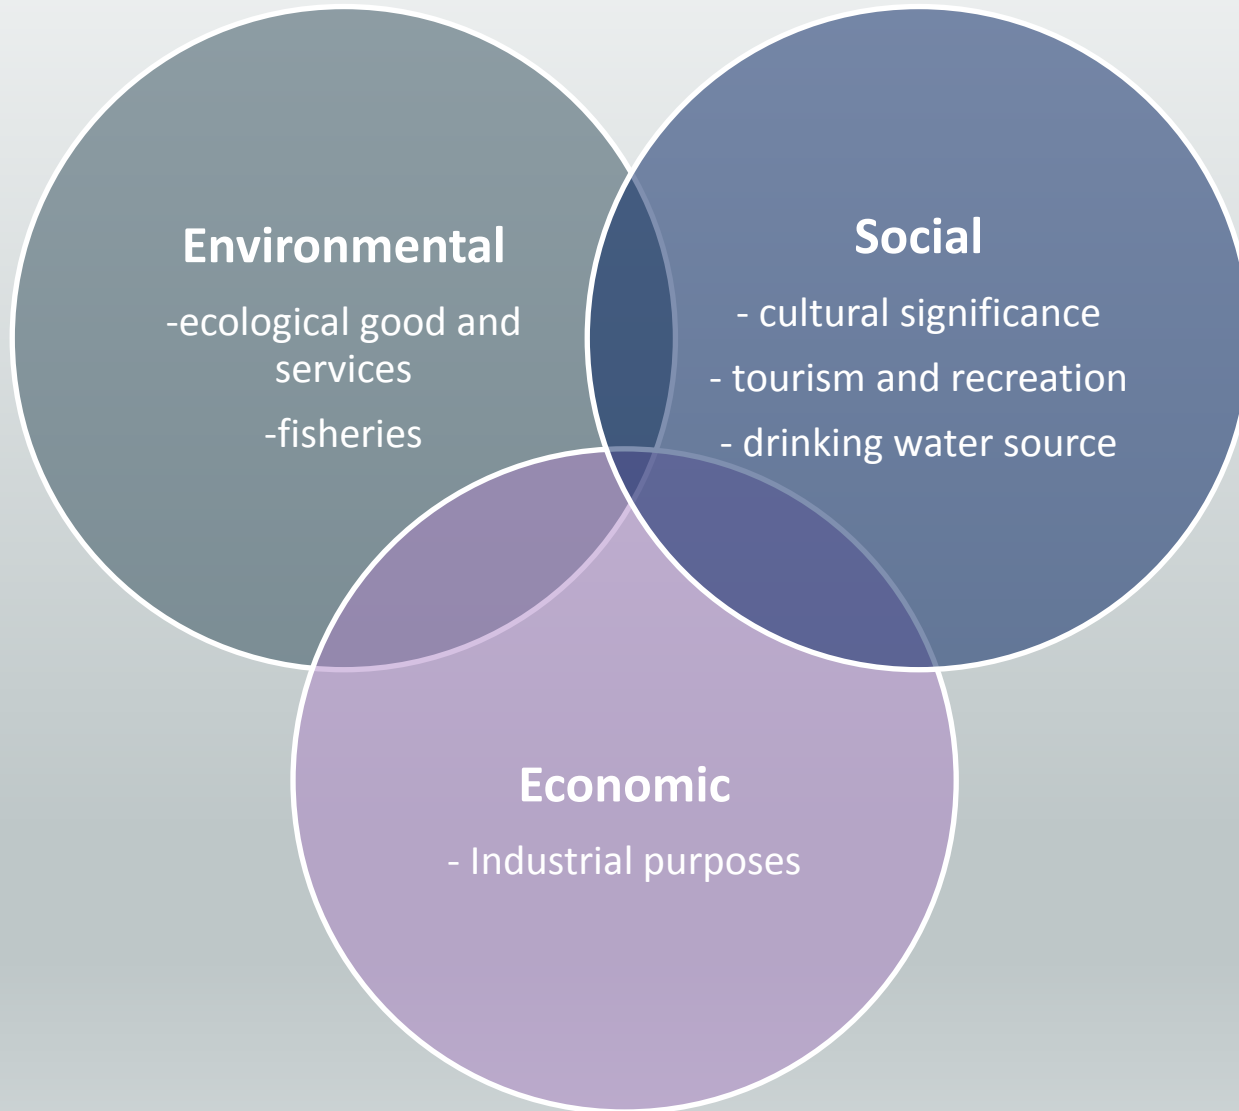 Environmental
-ecological good and
services
-fisheries
Social
- cultural significance
- tourism and recreation
- drinking water source
Economic
- Industrial purposes